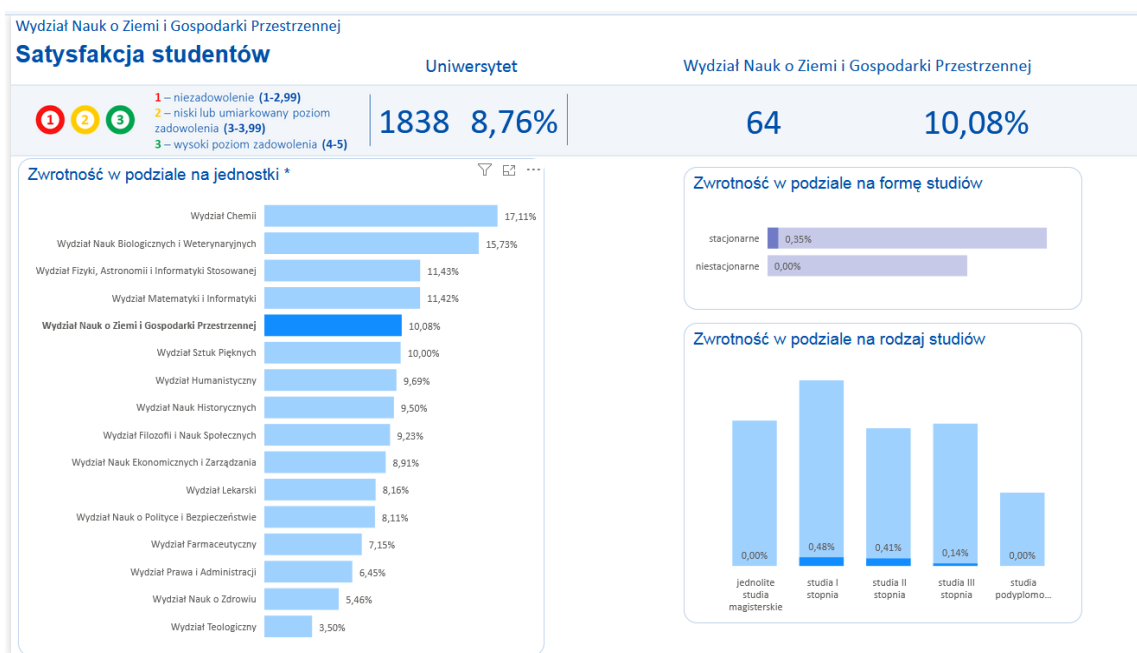 Wydział Nauk o Ziemi i Gospodarki Przestrzennej
Satysfakcja studentów
Uniwersytet
Wydział Nauk o Ziemi i Gospodarki Przestrzennej
1
2
3
1 – niezadowolenie (1-2,99)
2 – niski lub umiarkowany poziom
zadowolenia (3-3,99)
3 – wysoki poziom zadowolenia (4-5)
1838 8,76%
64 10,08%
Zwrotność w podziale na jednostki *
Wydział Chemii 17,11%
Wydział Nauk Biologicznych i Weterynaryjnych 15,73%
Wydział Fizyki, Astronomii i Informatyki Stosowanej 11,43%
Wydział Matematyki i Informatyki 11,42%
Wydział Nauk o Ziemi i Gospodarki Przestrzennej 10,08%
Wydział Sztuk Pięknych 10,00%
Wydział Humanistyczny 9,69%
Wydział Nauk Historycznych 9,50%
Wydział Filozofii i Nauk Społecznych 9,23%
Wydział Nauk Ekonomicznych i Zarządzania 8,91%
Wydział Lekarski 8,16%
Wydział Nauk o Polityce i Bezpieczeństwie 8,11%
Wydział Farmaceutyczny 7,15%
Wydział Prawa i Administracji 6,45%
Wydział Nauk o Zdrowiu 5,46%
Wydział Teologiczny 3,50%
Zwrotność w podziale na formę studiów
stacjonarne 0,35%
niestacjonarne 0,00%
Zwrotność w podziale na rodzaj studiów
0,00% 0,48% 0,41% 0,14% 0,00%
jednolite studia I studia II studia III studia
studia stopnia stopnia stopnia podyplomo...
magisterskie